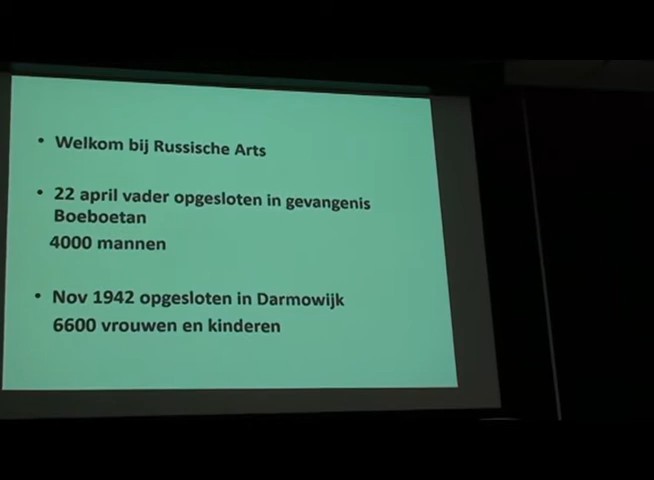 • Welkom bij Russische Arts
• 22 april vader opgesloten in gevangenis
Boeboetan
4000 mannen
• Nov 1942 opgesloten in Darmowijk
6600 vrouwen en kinderen